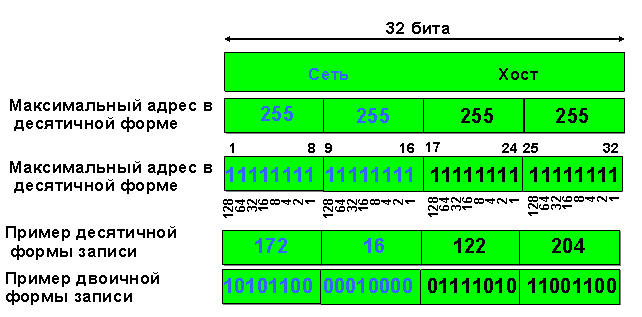 32 бита
Сеть Хост
Максимальный адрес в
десятичной форме
255 255 255 255
1 8 9 16 17 24 25 32
Максимальный адрес в
десятичной форме
11111111 11111111 11111111 11111111
128 64 32 16 8 4 2 1 128 64 32 16 8 4 2 1 128 64 32 16 8 4 2 1 128 64 32 16 8 4 2 1
Пример десятичной
формы записи
172 16 122 204
Пример двоичной
формы записи
10101100 00010000 01111010 11001100